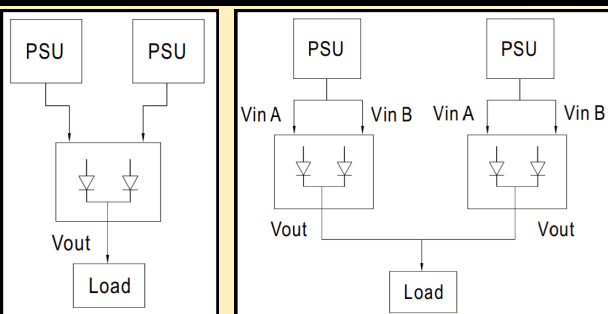 PSU PSU
Vout
Load
PSU PSU
Vin A Vin B Vin A Vin B
Vout Vout
Load